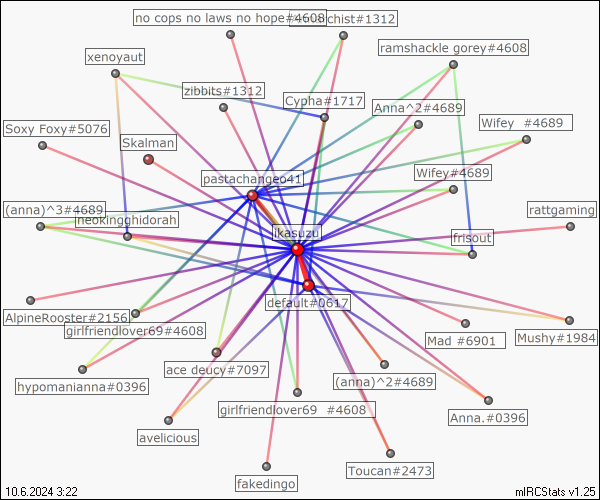 no cops no laws no hope#4608
chist#1312
ramshackle gorey#4608
xenoyaut
zibbits#1312
Cypha#1717
Anna^2#4689
Wifey #4689
Soxy Foxy#5076
Skalman
pastachangeo41
Wifey#4689
(anna)^3#4689
neokingghidorah
ikasuzu
frisout
rattgaming
default#0617
AlpineRooster#2156
girlfriendlover69#4608
Mad #6901
Mushy#1984
ace deucy#7097
(anna)^2#4689
hypomanianna#0396
girlfriendlover69 #4608
Anna.#0396
avelicious
Toucan#2473
fakedingo
10.6.2024 3:22
mIRCStats v1.25